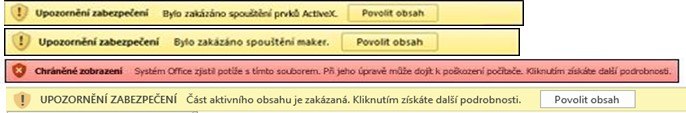 Upozornění zabezpečení Bylo zakázáno spouštění prvků ActiveX. Povolit obsah
Upozornění zabezpečení Bylo zakázáno spouštění maker. Povolit obsah
Chráněné zobrazení Systém Office zjistil potíže s tímto souborem. Při jeho úpravě může dojít k poškození počítače. Kliknutím získáte další podrobnosti.
UPOZORNĚNÍ ZABEZPEČENÍ Část aktivního obsahu je zakázaná. Kliknutím získáte další podrobnosti. Povolit obsah